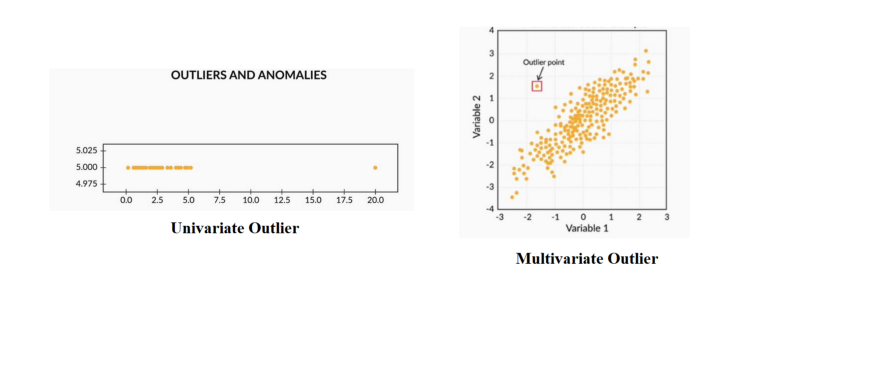 OUTLIERS AND ANOMALIES
5.025
5.000
4.975
0.0 2.5 5.0 7.5 10.0 12.5 15.0 17.5 20.0
Univariate Outlier
4
3
Outlier point
2
1
0
-1
-2
-3
-4
Variable 2
-3 -2 -1 0 1 2 3
Variable 1
Multivariate Outlier